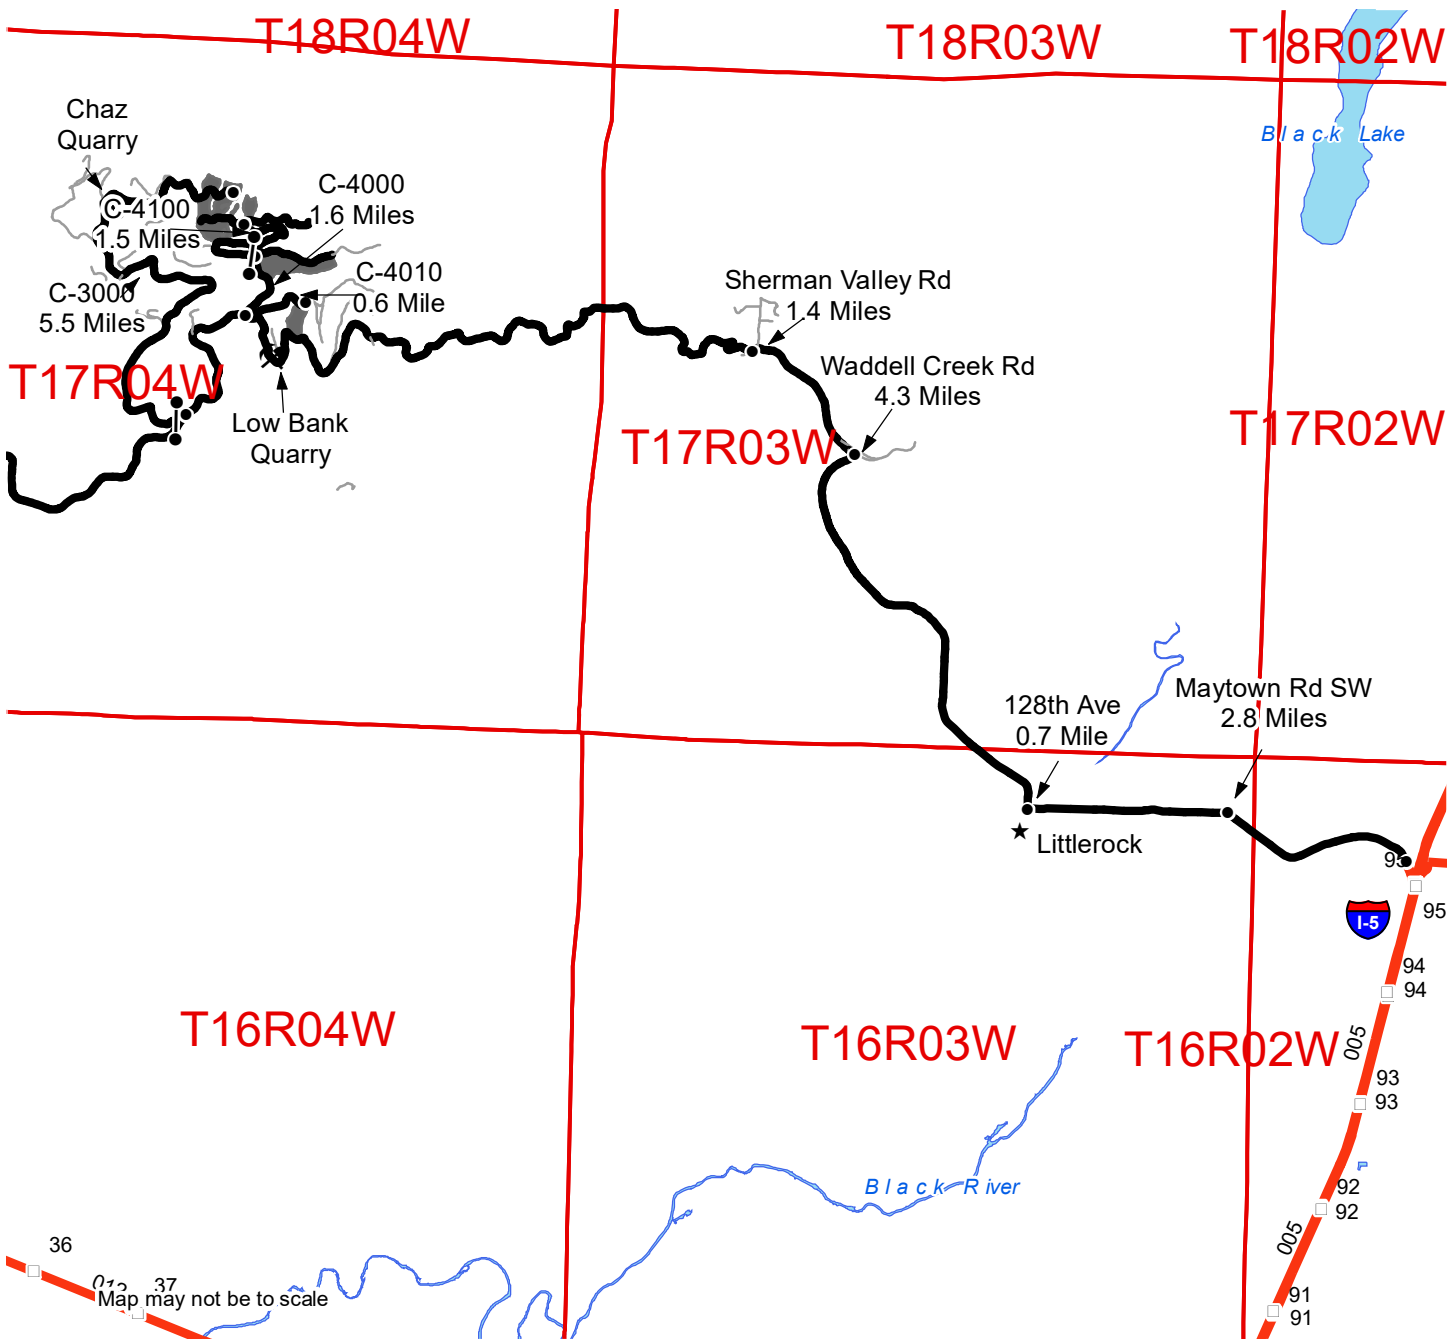 T18R04W
T18R03W
T18R02W
Chaz
Quarry
Black Lake
C-4000
1.6 Miles
C-4100
1.5 Miles
C-4010
0.6 Mile
C-3000
5.5 Miles
Sherman Valley Rd
1.4 Miles
Waddell Creek Rd
4.3 Miles
T17R04W
Low Bank
Quarry
T17R03W
T17R02W
128th Ave
0.7 Mile
Maytown Rd SW
2.8 Miles
Littlerock
95
I-5
95
94
94
T16R04W
T16R03W
T16R02W
005
93
93
Black River
92
92
005
36
37
Map may not be to scale
91
91